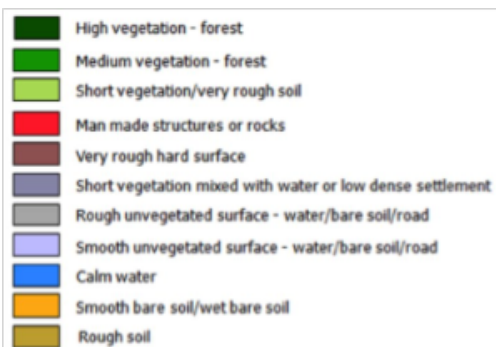 High vegetation - forest
Medium vegetation - forest
Short vegetation/very rough soil
Man made structures or rocks
Very rough hard surface
Short vegetation mixed with water or low dense settlement
Rough unvegetated surface - water/bare soil/road
Smooth unvegetated surface - water/bare soil/road
Calm water
Smooth bare soil/wet bare soil
Rough soil